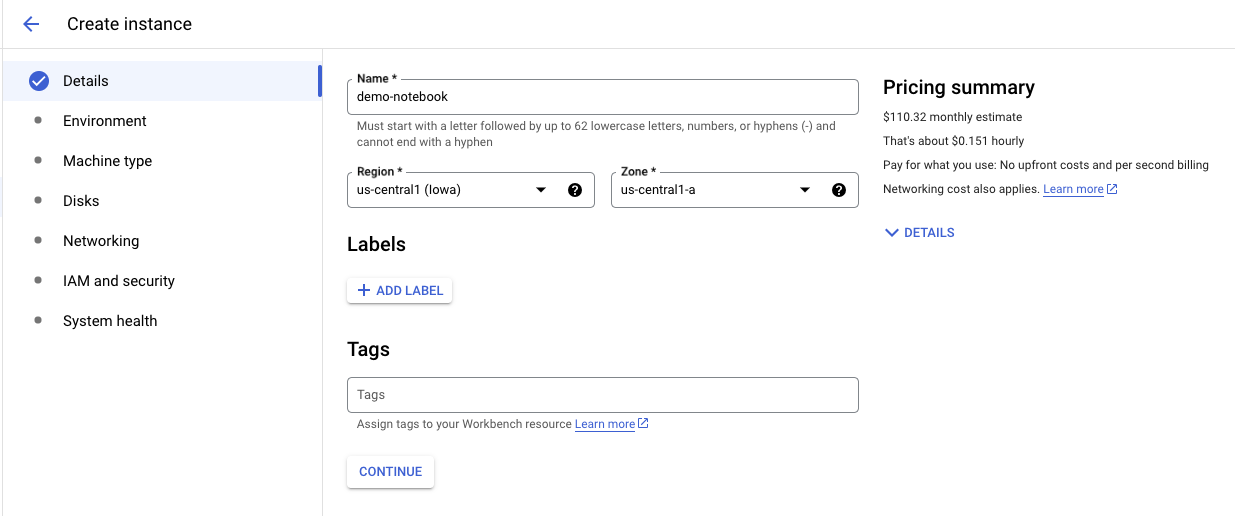 Create instance
Details
Environment
Machine type
Disks
Networking
IAM and security
System health
Name *
demo-notebook
Must start with a letter followed by up to 62 lowercase letters, numbers, or hyphens (-) and
cannot end with a hyphen
Region *
us-central1 (Iowa)
Zone *
us-central1-a
Labels
ADD LABEL
Tags
Tags
Assign tags to your Workbench resource Learn more
CONTINUE
Pricing summary
$110.32 monthly estimate
That's about $0.151 hourly
Pay for what you use: No upfront costs and per second billing
Networking cost also applies. Learn more
DETAILS